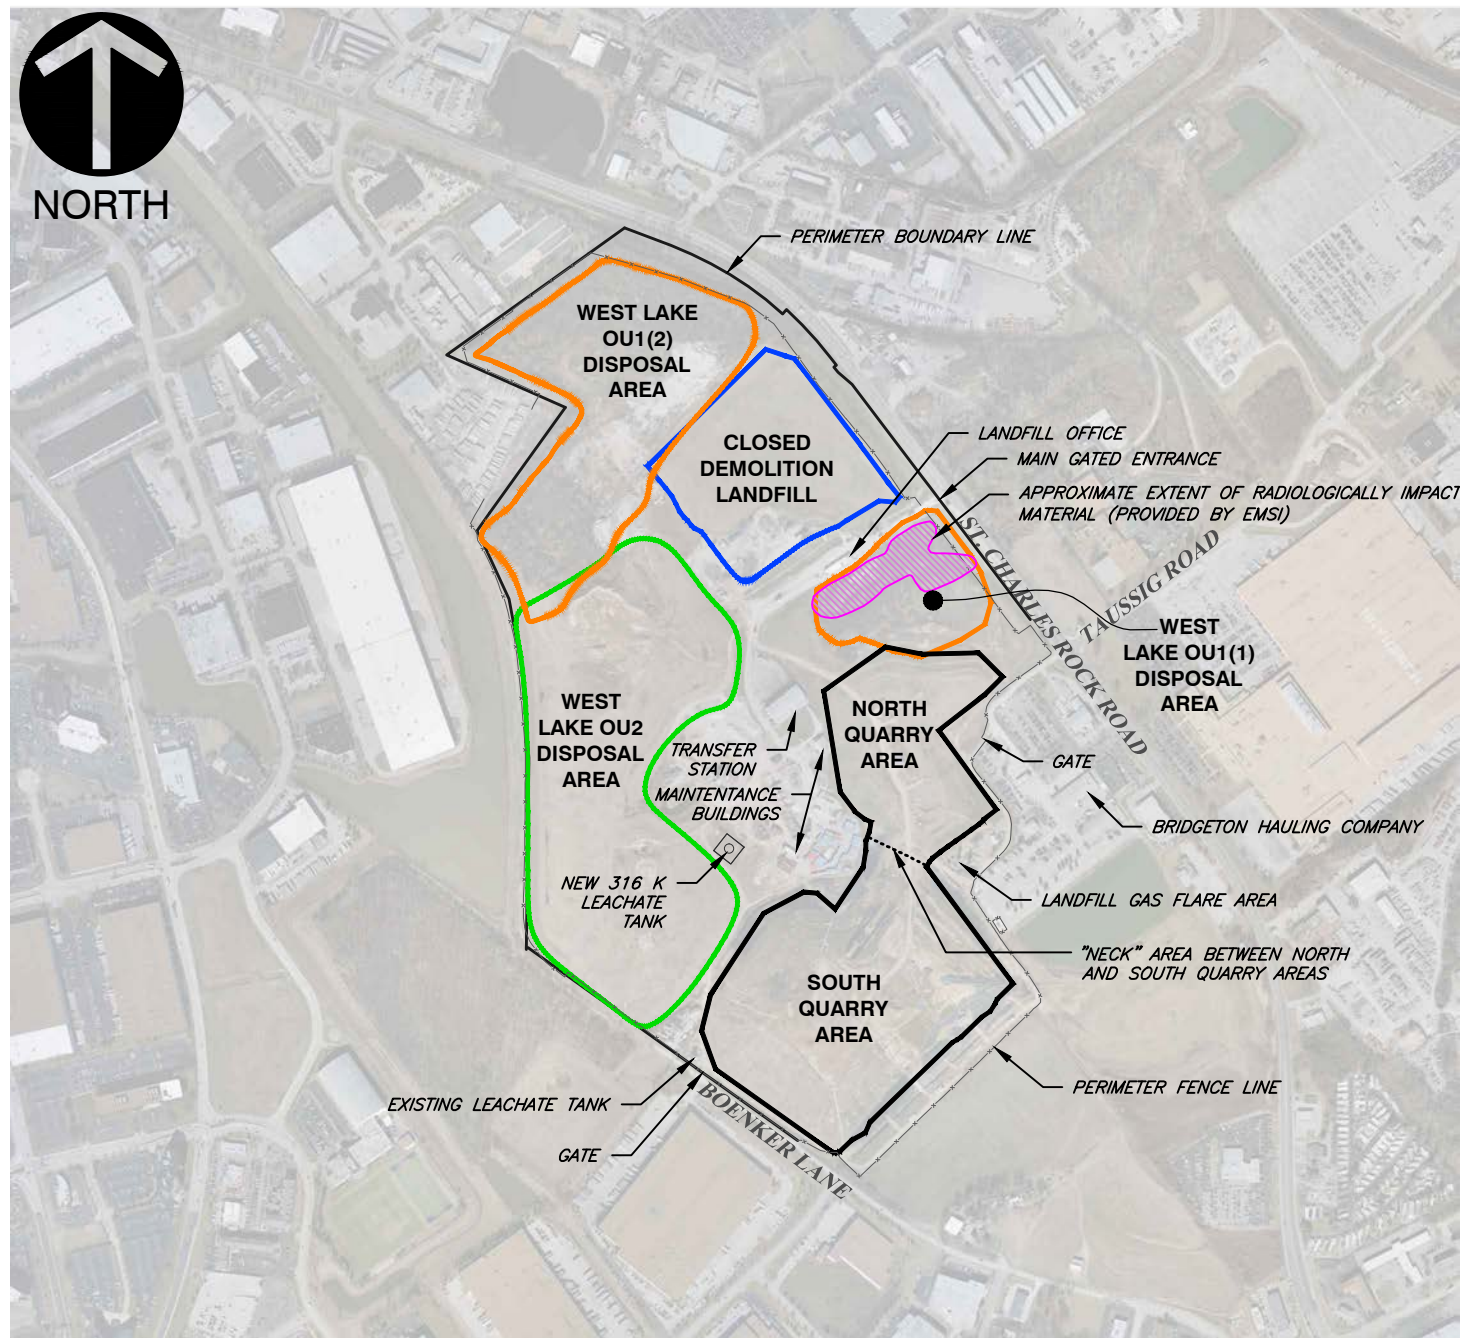 NORTH
PERIMETER BOUNDARY LINE
WEST LAKE
OU1(2)
DISPOSAL
AREA
CLOSED
DEMOLITION
LANDFILL
LANDFILL OFFICE
MAIN GATED ENTRANCE
APPROXIMATE EXTENT OF RADIOLOGICALLY IMPACT
MATERIAL (PROVIDED BY EMSI)
ST. CHARLES ROCK ROAD
TAUSSIG ROAD
WEST
LAKE OU1(1)
DISPOSAL
AREA
WEST
LAKE OU2
DISPOSAL
AREA
NORTH
QUARRY
AREA
TRANSFER
STATION
MAINTENTANCE
BUILDINGS
GATE
BRIDGETON HAULING COMPANY
NEW 316 K
LEACHATE
TANK
LANDFILL GAS FLARE AREA
"NECK" AREA BETWEEN NORTH
AND SOUTH QUARRY AREAS
SOUTH
QUARRY
AREA
PERIMETER FENCE LINE
EXISTING LEACHATE TANK
GATE
BOENKER LANE